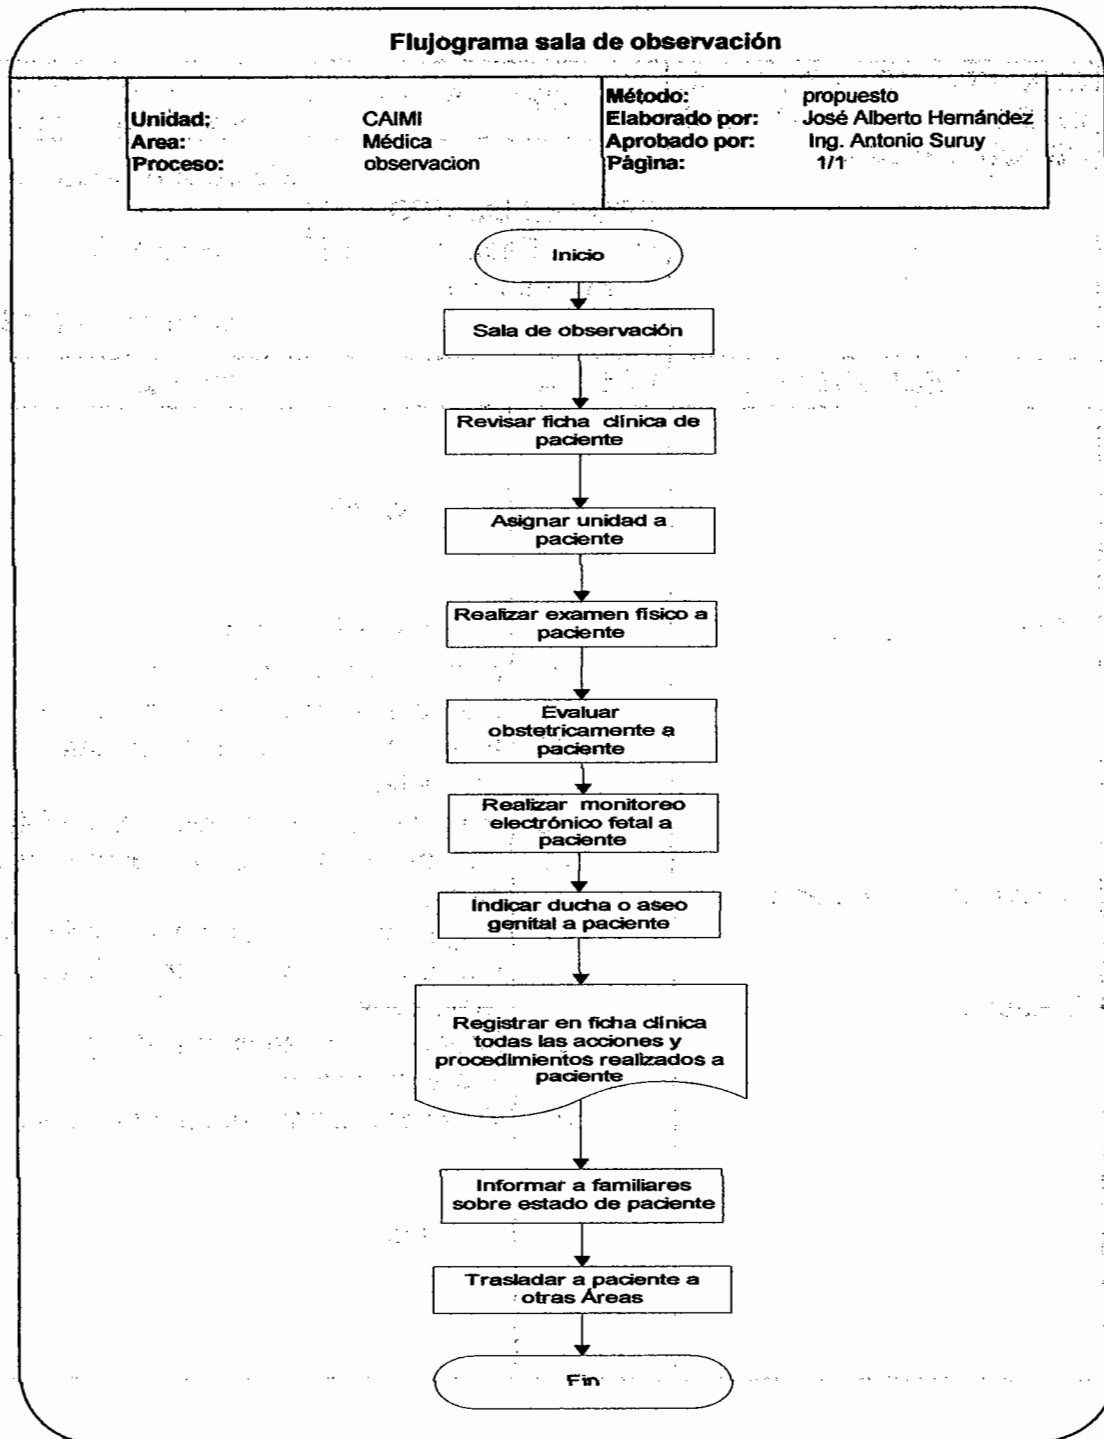 Flujograma sala de observación
Unidad: CAIMI
Area: Médica
Proceso: observacion
Método: propuesto
Elaborado por: José Alberto Hernández
Aprobado por: Ing. Antonio Suruy
Página: 1/1
Inicio
Sala de observación
Revisar ficha clínica de
paciente
Asignar unidad a
paciente
Realizar examen físico a
paciente
Evaluar
obstetricamente a
paciente
Realizar monitoreo
electrónico fetal a
paciente
Indicar ducha o aseo
genital a paciente
Registrar en ficha clínica
todas las acciones y
procedimientos realizados a
paciente
Informar a familiares
sobre estado de paciente
Trasladar a paciente a
otras Áreas
Fin